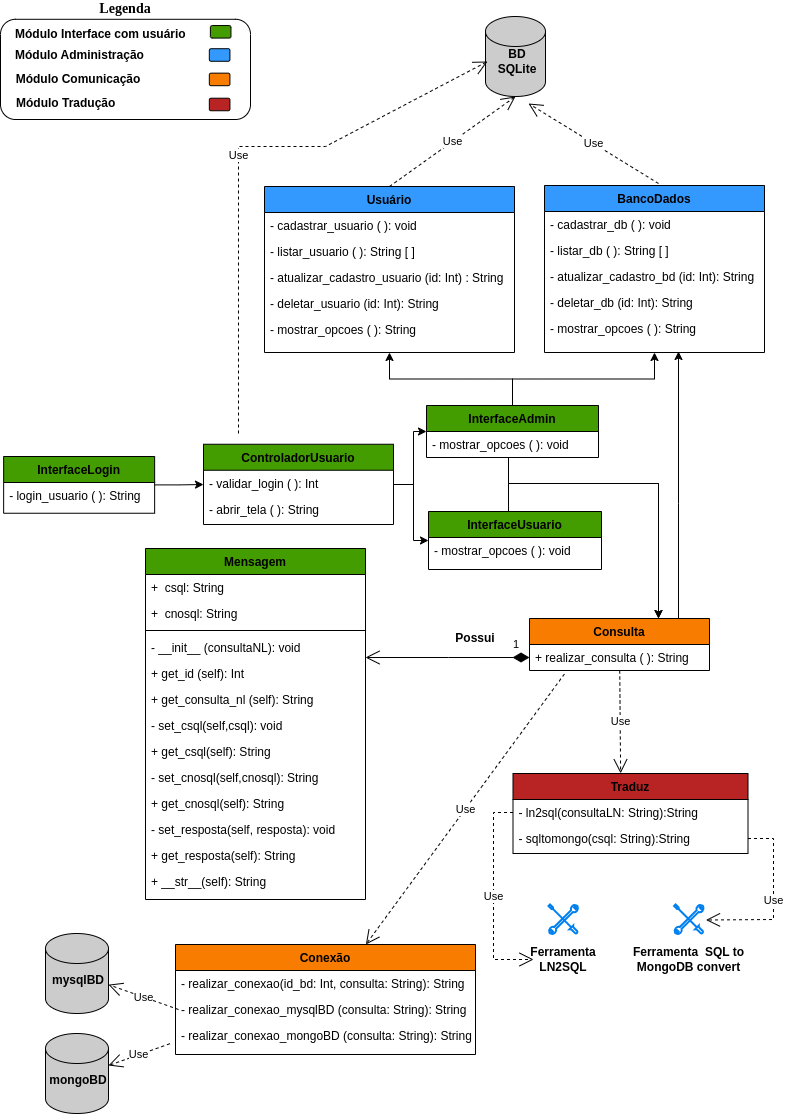 Legenda
Módulo Interface com usuário
Módulo Administração
Módulo Comunicação
Módulo Tradução
BD
SQLite
Use
Use
Use
Usuário
- cadastrar_usuario ( ): void
- listar_usuario ( ): String [ ]
- atualizar_cadastro_usuario (id: Int) : String
- deletar_usuario (id: Int): String
- mostrar_opcoes ( ): String
BancoDados
- cadastrar_db ( ): void
- listar_db ( ): String [ ]
- atualizar_cadastro_bd (id: Int): String
- deletar_db (id: Int): String
- mostrar_opcoes ( ): String
InterfaceAdmin
- mostrar_opcoes ( ): void
InterfaceLogin
- login_usuario ( ): String
ControladorUsuario
- validar_login ( ): Int
- abrir_tela ( ): String
InterfaceUsuario
- mostrar_opcoes ( ): void
Mensagem
+ csql: String
+ cnosql: String
- __init__ (consultaNL): void
+ get_id (self): Int
+ get_consulta_nl (self): String
- set_csql(self,csql): void
+ get_csql(self): String
- set_cnosql(self,cnosql): String
+ get_cnosql(self): String
- set_resposta(self, resposta): void
+ get_resposta(self): String
+ __str__(self): String
Possui
1
Consulta
+ realizar_consulta ( ): String
Use
Use
Traduz
- ln2sql(consultaLN: String):String
- sqltomongo(csql: String):String
Use
Use
Ferramenta
LN2SQL
Ferramenta SQL to
MongoDB convert
Conexão
- realizar_conexao(id_bd: Int, consulta: String): String
- realizar_conexao_mysqlBD (consulta: String): String
- realizar_conexao_mongoBD (consulta: String): String
mysqlBD
Use
Use
mongoBD